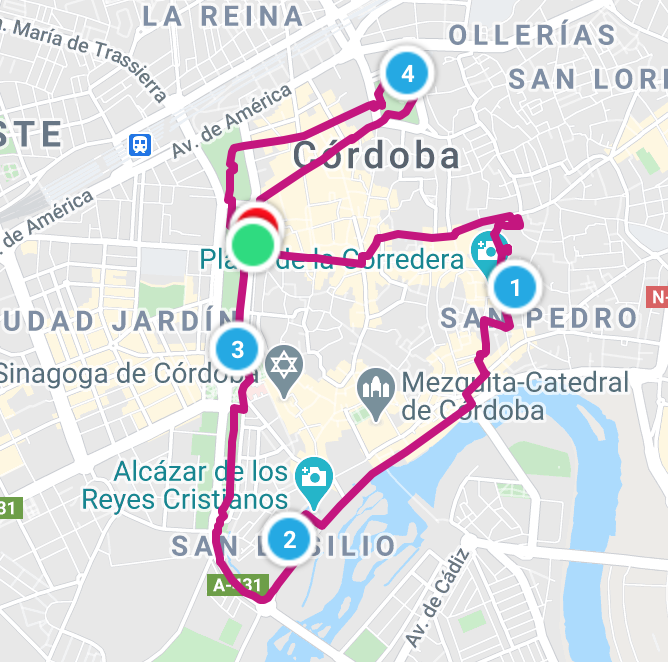 LA REINA
OLLERÍAS
n. María de Trassierra
SAN LOR
4
STE
Av. de América
Córdoba
de América
Plaza de la Corredera
1
UDAD JARDÍN
SAN PEDRO
N-
3
Sinagoga de Córdoba
Mezquita-Catedral
de Córdoba
Alcázar de los
Reyes Cristianos
31
2
SAN BASILIO
A-431
Av. de Cádiz